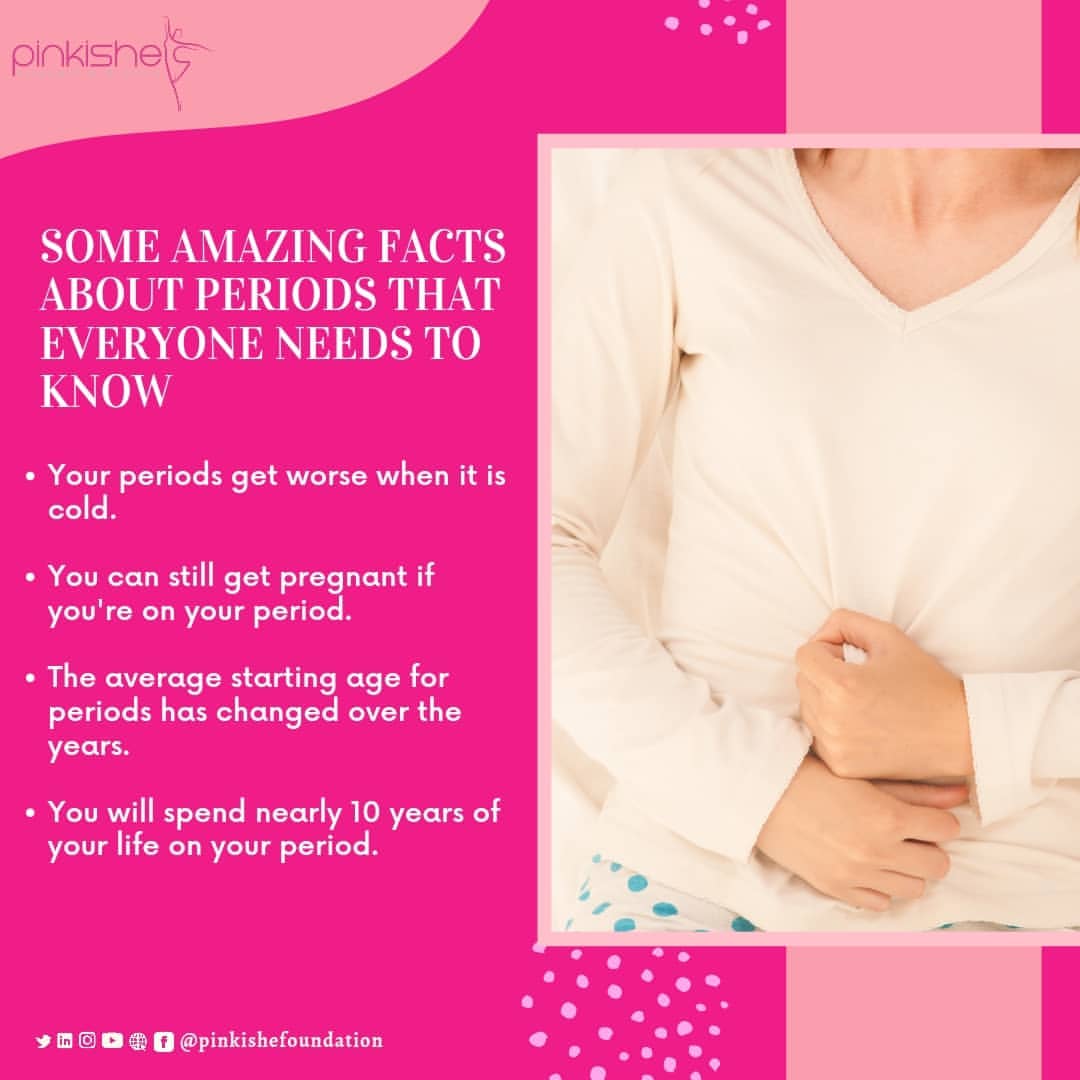 pinkishe
SOME AMAZING FACTS
ABOUT PERIODS THAT
EVERYONE NEEDS TO
KNOW
• Your periods get worse when it is
cold.
• You can still get pregnant if
you're on your period.
• The average starting age for
periods has changed over the
years.
• You will spend nearly 10 years of
your life on your period.
@pinkishefoundation